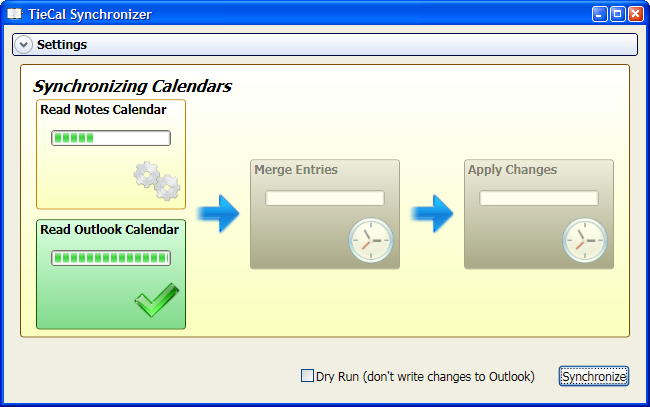 TieCal Synchronizer
Settings
Synchronizing Calendars
Read Notes Calendar
Read Outlook Calendar
Merge Entries
Apply Changes
Dry Run (don't write changes to Outlook)
Synchronize